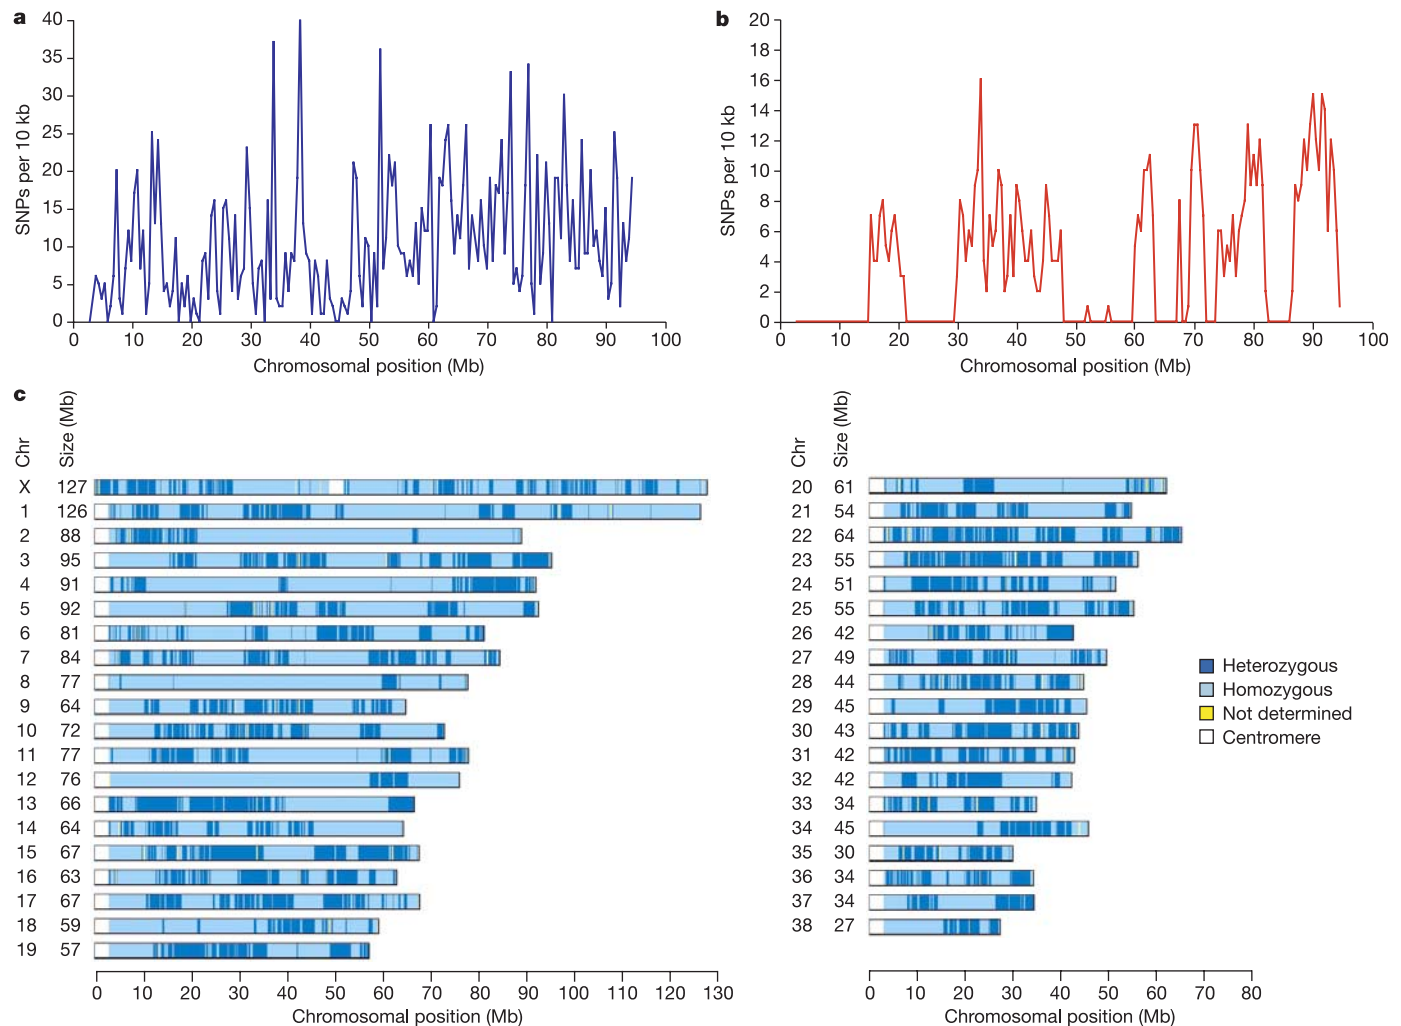 a
SNPs per 10 kb
40
35
30
25
20
15
10
5
0
0 10 20 30 40 50 60 70 80 90 100
Chromosomal position (Mb)
b
SNPs per 10 kb
20
18
16
14
12
10
8
6
4
2
0
0 10 20 30 40 50 60 70 80 90 100
Chromosomal position (Mb)
c
Chr Size (Mb)
X 127
1 126
2 88
3 95
4 91
5 92
6 81
7 84
8 77
9 64
10 72
11 77
12 76
13 66
14 64
15 67
16 63
17 67
18 59
19 57
0 10 20 30 40 50 60 70 80 90 100 110 120 130
Chromosomal position (Mb)
Chr Size (Mb)
20 61
21 54
22 64
23 55
24 51
25 55
26 42
27 49
28 44
29 45
30 43
31 42
32 42
33 34
34 45
35 30
36 34
37 34
38 27
0 10 20 30 40 50 60 70 80
Chromosomal position (Mb)
Heterozygous
Homozygous
Not determined
Centromere